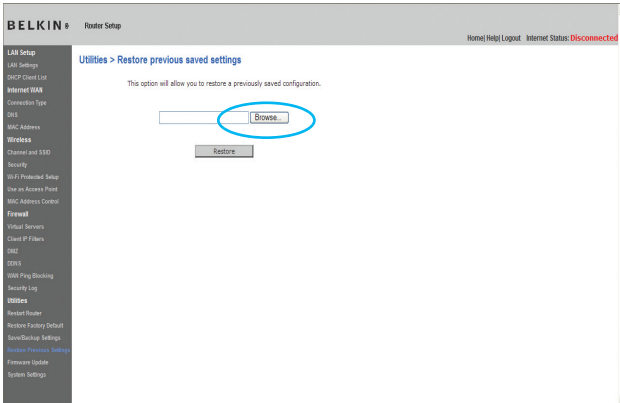 BELKIN® Router Setup
Home| Help| Logout Internet Status: Disconnected
LAN Setup
LAN Settings
DHCP Client List
Internet WAN
Connection Type
DNS
MAC Address
Wireless
Channel and SSID
Security
Wi-Fi Protected Setup
Use as Access Point
MAC Address Control
Firewall
Virtual Servers
Client IP Filters
DMZ
DDNS
WAN Ping Blocking
Security Log
Utilities
Restart Router
Restore Factory Default
Save/Backup Settings
Restore Previous Settings
Firmware Update
System Settings
Utilities > Restore previous saved settings
This option will allow you to restore a previously saved configuration.
Browse...
Restore